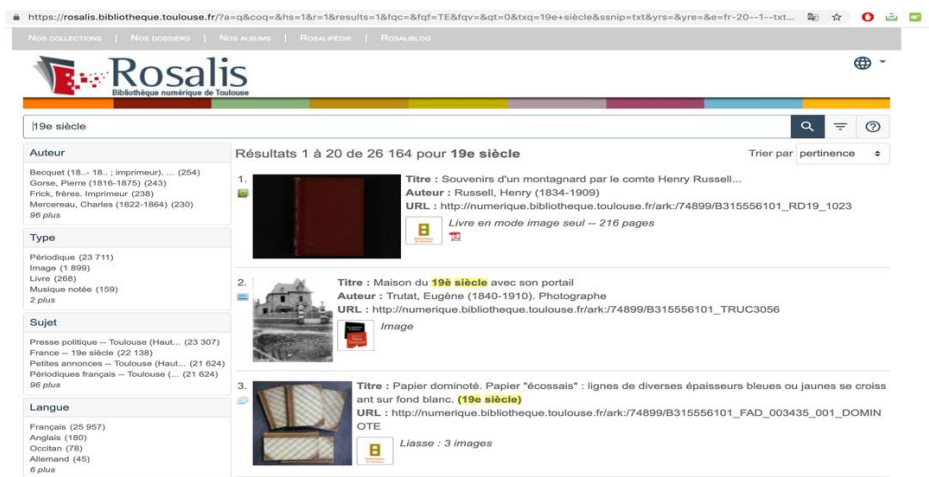 https://rosalis.bibliotheque.toulouse.fr/?a=q&coq=&hs=1&r=1&results=1&fqc=&fqf=TE&fqv=&qt=0&txq=19e+siècle&ssnip=txt&yrs=&yre=&e=fr-20--1--txt...
Nos collections | Nos dossiers | Nos albums | Rosalipédie | Rosaliblog
Rosalis
Bibliothèque numérique de Toulouse
19e siècle
Auteur
Becquet (18..- 18.. ; imprimeur). ... (254)
Gorse, Pierre (1816-1875) (243)
Frick, frères. Imprimeur (238)
Mercereau, Charles (1822-1864) (230)
96 plus
Type
Périodique (23 711)
Image (1 899)
Livre (268)
Musique notée (159)
2 plus
Sujet
Presse politique -- Toulouse (Haut... (23 307)
France -- 19e siècle (22 138)
Petites annonces -- Toulouse (Haut... (21 624)
Périodiques français -- Toulouse (... (21 624)
96 plus
Langue
Français (25 957)
Anglais (180)
Occitan (78)
Allemand (45)
6 plus
Résultats 1 à 20 de 26 164 pour 19e siècle
Trier par pertinence
1.
Titre : Souvenirs d'un montagnard par le comte Henry Russell...
Auteur : Russell, Henry (1834-1909)
URL : http://numerique.bibliotheque.toulouse.fr/ark:/74899/B315556101_RD19_1023
Livre en mode image seul -- 216 pages
2.
Titre : Maison du 19è siècle avec son portail
Auteur : Trutat, Eugène (1840-1910). Photographe
URL : http://numerique.bibliotheque.toulouse.fr/ark:/74899/B315556101_TRUC3056
Image
3.
Titre : Papier dominoté. Papier "écossais" : lignes de diverses épaisseurs bleues ou jaunes se croiss
ant sur fond blanc. (19e siècle)
URL : http://numerique.bibliotheque.toulouse.fr/ark:/74899/B315556101_FAD_003435_001_DOMIN
OTE
Liasse : 3 images